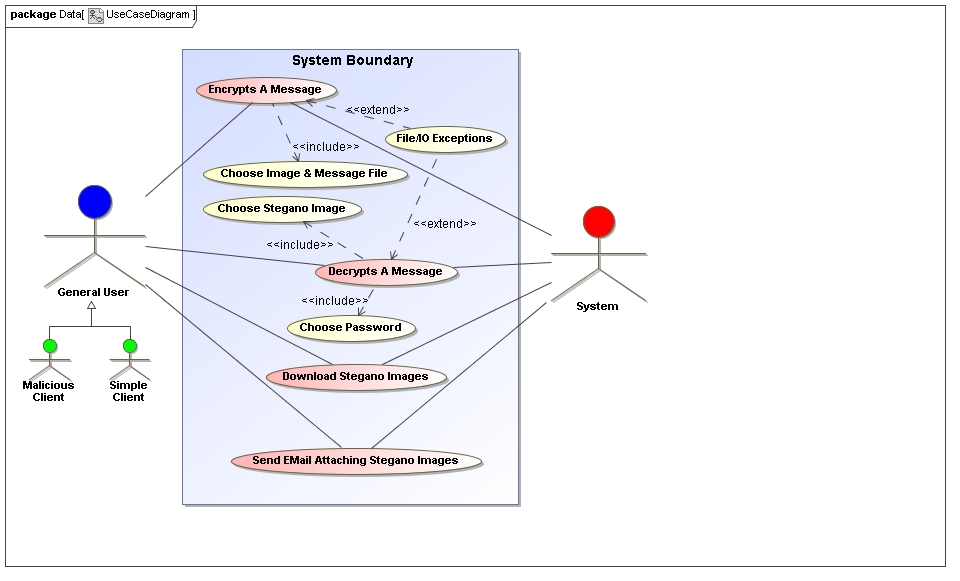 package Data[ UseCaseDiagram ]
System Boundary
Encrypts A Message
<<extend>>
File/IO Exceptions
<<include>>
Choose Image & Message File
Choose Stegano Image
<<extend>>
<<include>>
Decrypts A Message
General User
<<include>>
System
Choose Password
Download Stegano Images
Malicious
Client
Simple
Client
Send EMail Attaching Stegano Images